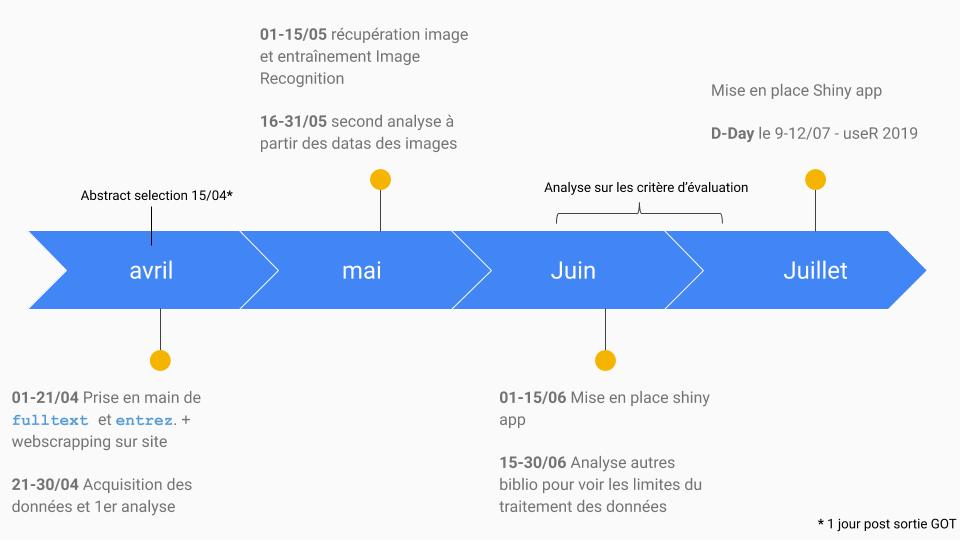 01-15/05 récupération image
et entraînement Image
Recognition
16-31/05 second analyse à
partir des datas des images
Mise en place Shiny app
D-Day le 9-12/07 - useR 2019
Abstract selection 15/04*
Analyse sur les critère d'évaluation
avril
mai
Juin
Juillet
01-21/04 Prise en main de
fulltext et entrez. +
webscrapping sur site
21-30/04 Acquisition des
données et 1er analyse
01-15/06 Mise en place shiny
app
15-30/06 Analyse autres
biblio pour voir les limites du
traitement des données
* 1 jour post sortie GOT